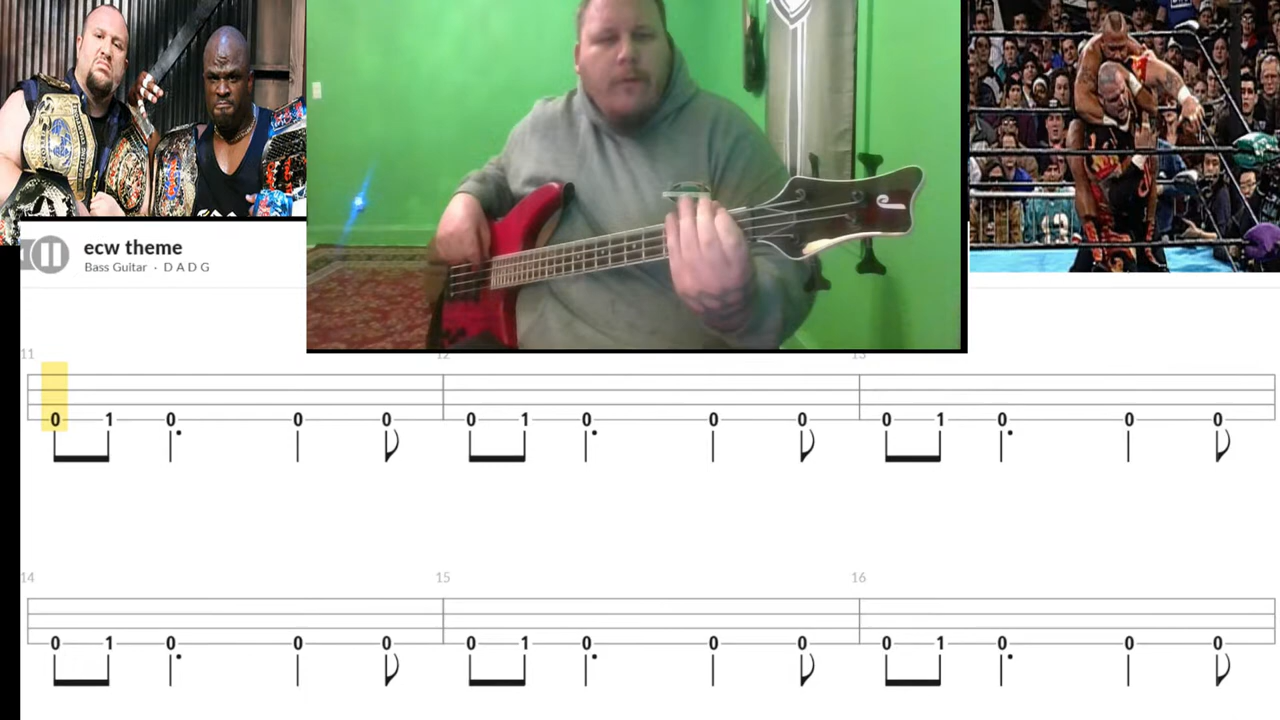 ecw theme
Bass Guitar · D A D G
11 12 13
0 1 0 0 0 0 1 0 0 0 0 1 0 0 0
14 15 16
0 1 0 0 0 0 1 0 0 0 0 1 0 0 0